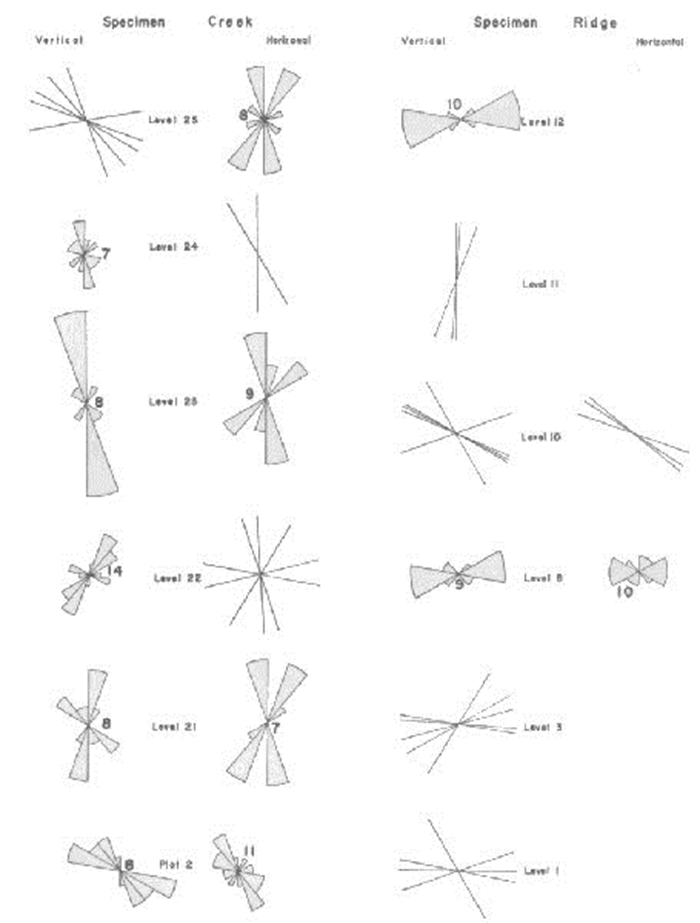 Specimen Creek Specimen Ridge
Vertical Horizonal Vertical Horizontal
Level 25 8 10 Level 12
7 Level 24 Level 11
8 Level 23 9 Level 10
14 Level 22 9 Level 8 10
8 Level 21 7 Level 3
8 Plot 2 11 Level 1